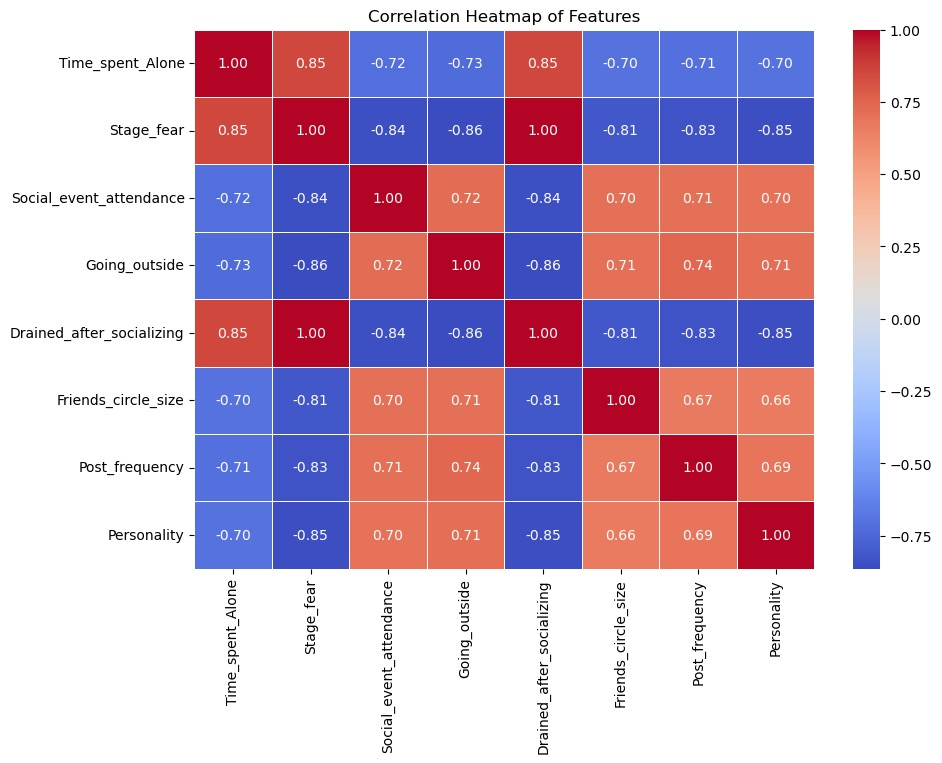 Correlation Heatmap of Features
Time_spent_Alone 1.00 0.85 -0.72 -0.73 0.85 -0.70 -0.71 -0.70
Stage_fear 0.85 1.00 -0.84 -0.86 1.00 -0.81 -0.83 -0.85
Social_event_attendance -0.72 -0.84 1.00 0.72 -0.84 0.70 0.71 0.70
Going_outside -0.73 -0.86 0.72 1.00 -0.86 0.71 0.74 0.71
Drained_after_socializing 0.85 1.00 -0.84 -0.86 1.00 -0.81 -0.83 -0.85
Friends_circle_size -0.70 -0.81 0.70 0.71 -0.81 1.00 0.67 0.66
Post_frequency -0.71 -0.83 0.71 0.74 -0.83 0.67 1.00 0.69
Personality -0.70 -0.85 0.70 0.71 -0.85 0.66 0.69 1.00
Time_spent_Alone
Stage_fear
Social_event_attendance
Going_outside
Drained_after_socializing
Friends_circle_size
Post_frequency
Personality
1.00
0.75
0.50
0.25
0.00
−0.25
−0.50
−0.75